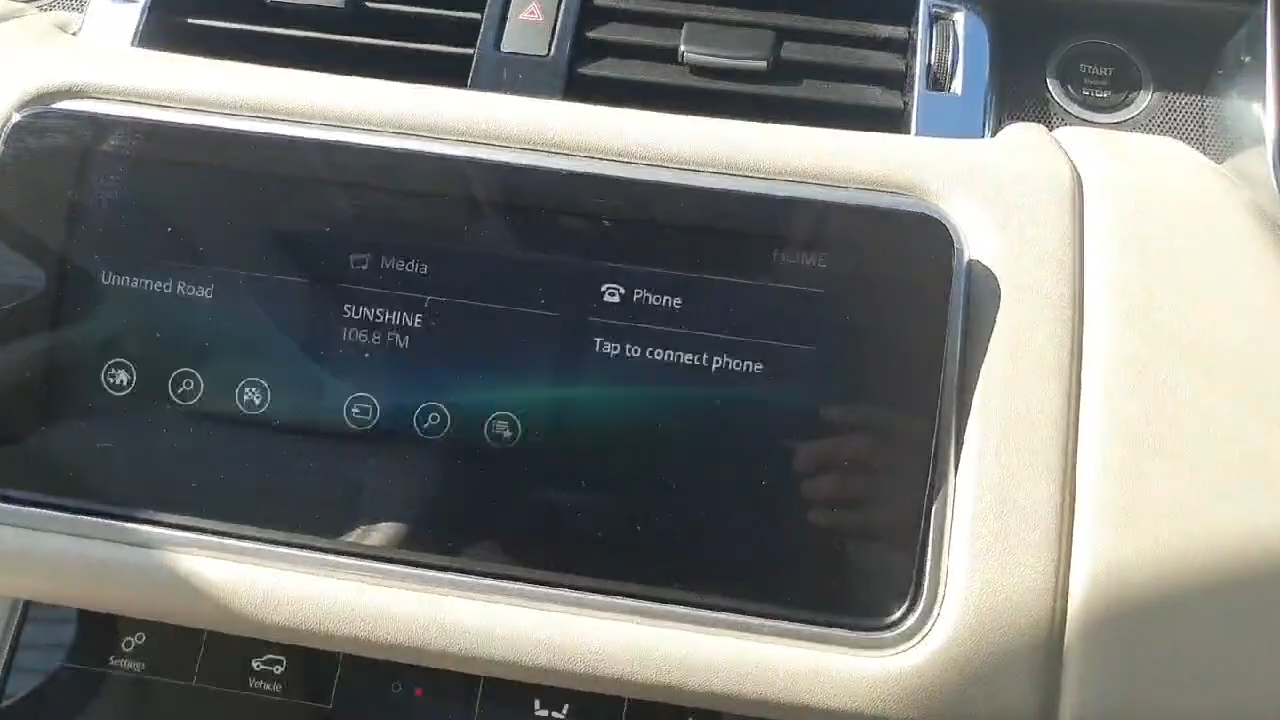 START
STOP
HOME
Media
Unnamed Road
Phone
SUNSHINE
106.8 FM
Tap to connect phone
Settings
Vehicle